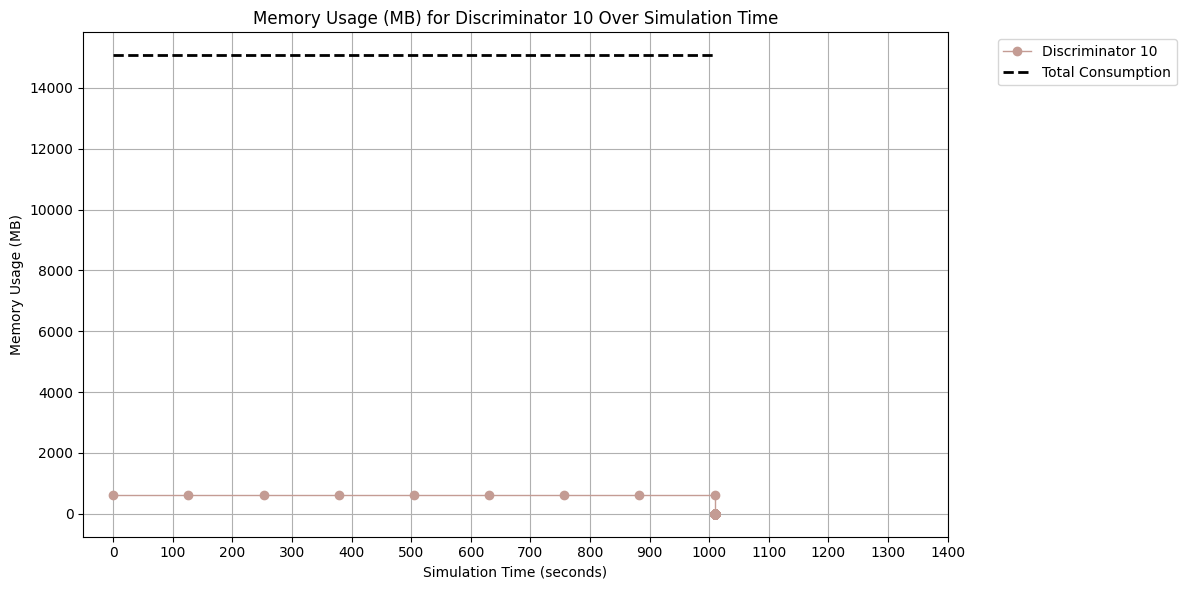 Memory Usage (MB) for Discriminator 10 Over Simulation Time
Discriminator 10
Total Consumption
Memory Usage (MB)
14000
12000
10000
8000
6000
4000
2000
0
0 100 200 300 400 500 600 700 800 900 1000 1100 1200 1300 1400
Simulation Time (seconds)